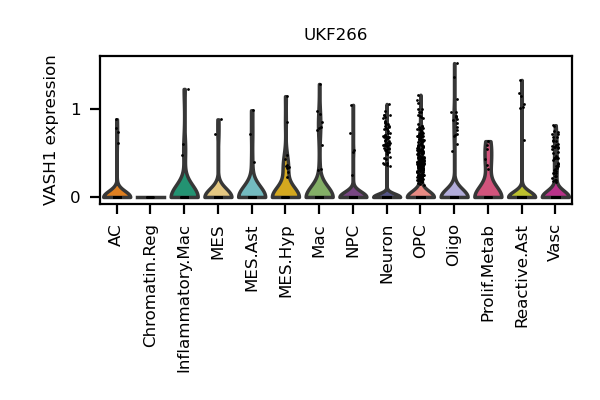 UKF266
VASH1 expression
1
0
AC
Chromatin.Reg
Inflammatory.Mac
MES
MES.Ast
MES.Hyp
Mac
NPC
Neuron
OPC
Oligo
Prolif.Metab
Reactive.Ast
Vasc